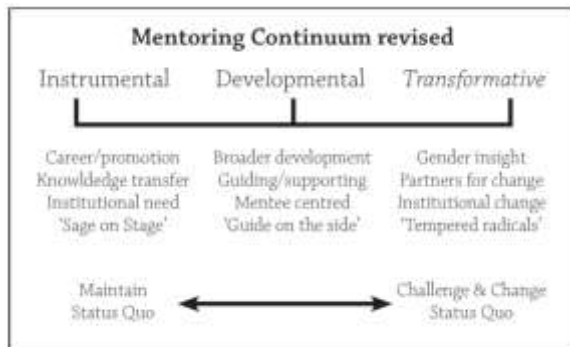 Mentoring Continuum revised
Instrumental Developmental Transformative
Career/promotion Broader development Gender insight
Knowldedge transfer Guiding/supporting Partners for change
Institutional need Mentee centred Institutional change
'Sage on Stage' 'Guide on the side' 'Tempered radicals'
Maintain Challenge & Change
Status Quo Status Quo